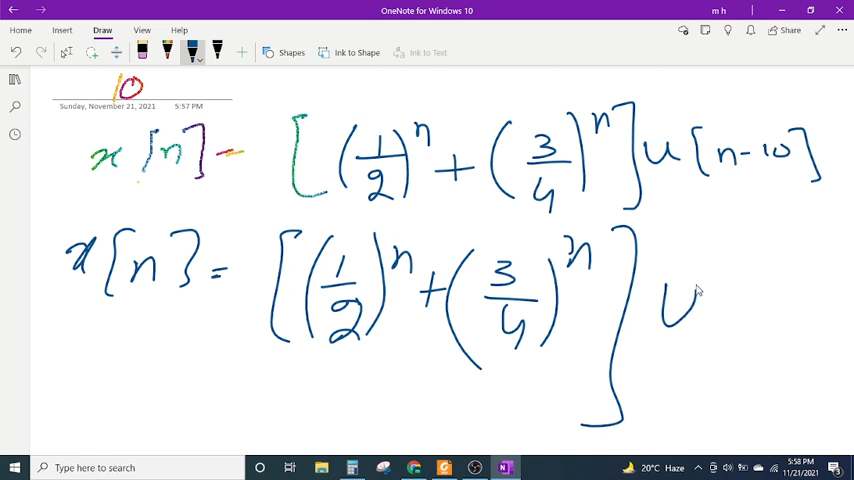 OneNote for Windows 10
m h
Home Insert Draw View Help
Share
Shapes Ink to Shape Ink to Text
10
Sunday, November 21, 2021 5:57 PM
x[n] = [(1/2)^n + (3/4)^n] u[n-10]
x[n] = [(1/2)^n + (3/4)^n] u
Type here to search
20°C Haze
5:58 PM
11/21/2021
3